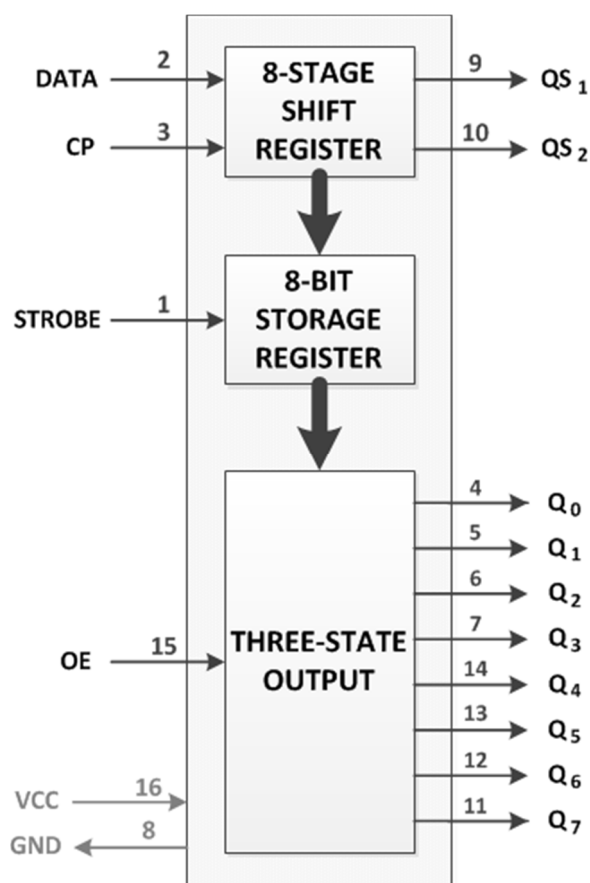 DATA 2 8-STAGE 9 QS 1
SHIFT
CP 3 REGISTER 10 QS 2
8-BIT
STROBE 1 STORAGE
REGISTER
4 Q 0
5 Q 1
6 Q 2
OE 15 THREE-STATE 7 Q 3
OUTPUT 14 Q 4
13 Q 5
VCC 16 12 Q 6
GND 8 11 Q 7